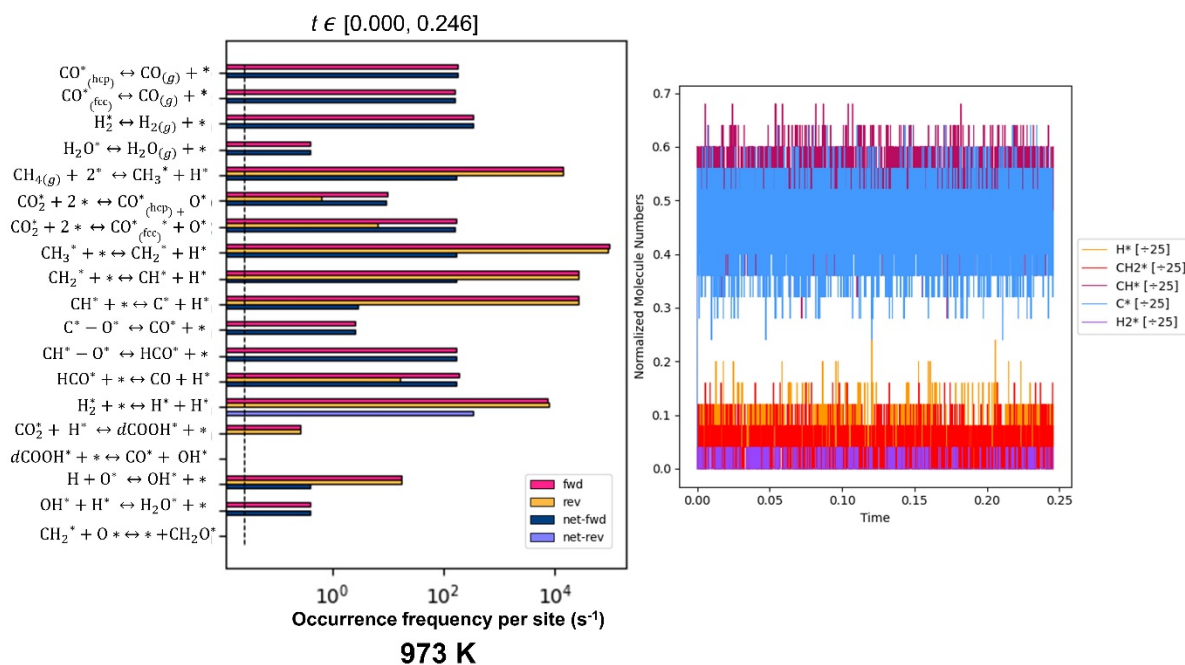 t ϵ [0.000, 0.246]
CO*(hcp) ↔ CO(g) + *
CO*(fcc) ↔ CO(g) + *
H2* ↔ H2(g) + *
H2O* ↔ H2O(g) + *
CH4(g) + 2* ↔ CH3* + H*
CO2* + 2 * ↔ CO*(hcp) + O*
CO2* + 2 * ↔ CO*(fcc)* + O*
CH3* + * ↔ CH2* + H*
CH2* + * ↔ CH* + H*
CH* + * ↔ C* + H*
C* − O* ↔ CO* + *
CH* − O* ↔ HCO* + *
HCO* + * ↔ CO + H*
H2* + * ↔ H* + H*
CO2* + H* ↔ dCOOH* + *
dCOOH* + * ↔ CO* + OH*
H + O* ↔ OH* + *
OH* + H* ↔ H2O* + *
CH2* + O * ↔ * +CH2O*
fwd
rev
net-fwd
net-rev
10^0 10^2 10^4
Occurrence frequency per site (s⁻¹)
973 K
Normalized Molecule Numbers
0.7
0.6
0.5
0.4
0.3
0.2
0.1
0.0
0.00 0.05 0.10 0.15 0.20 0.25
Time
H* [÷25]
CH2* [÷25]
CH* [÷25]
C* [÷25]
H2* [÷25]